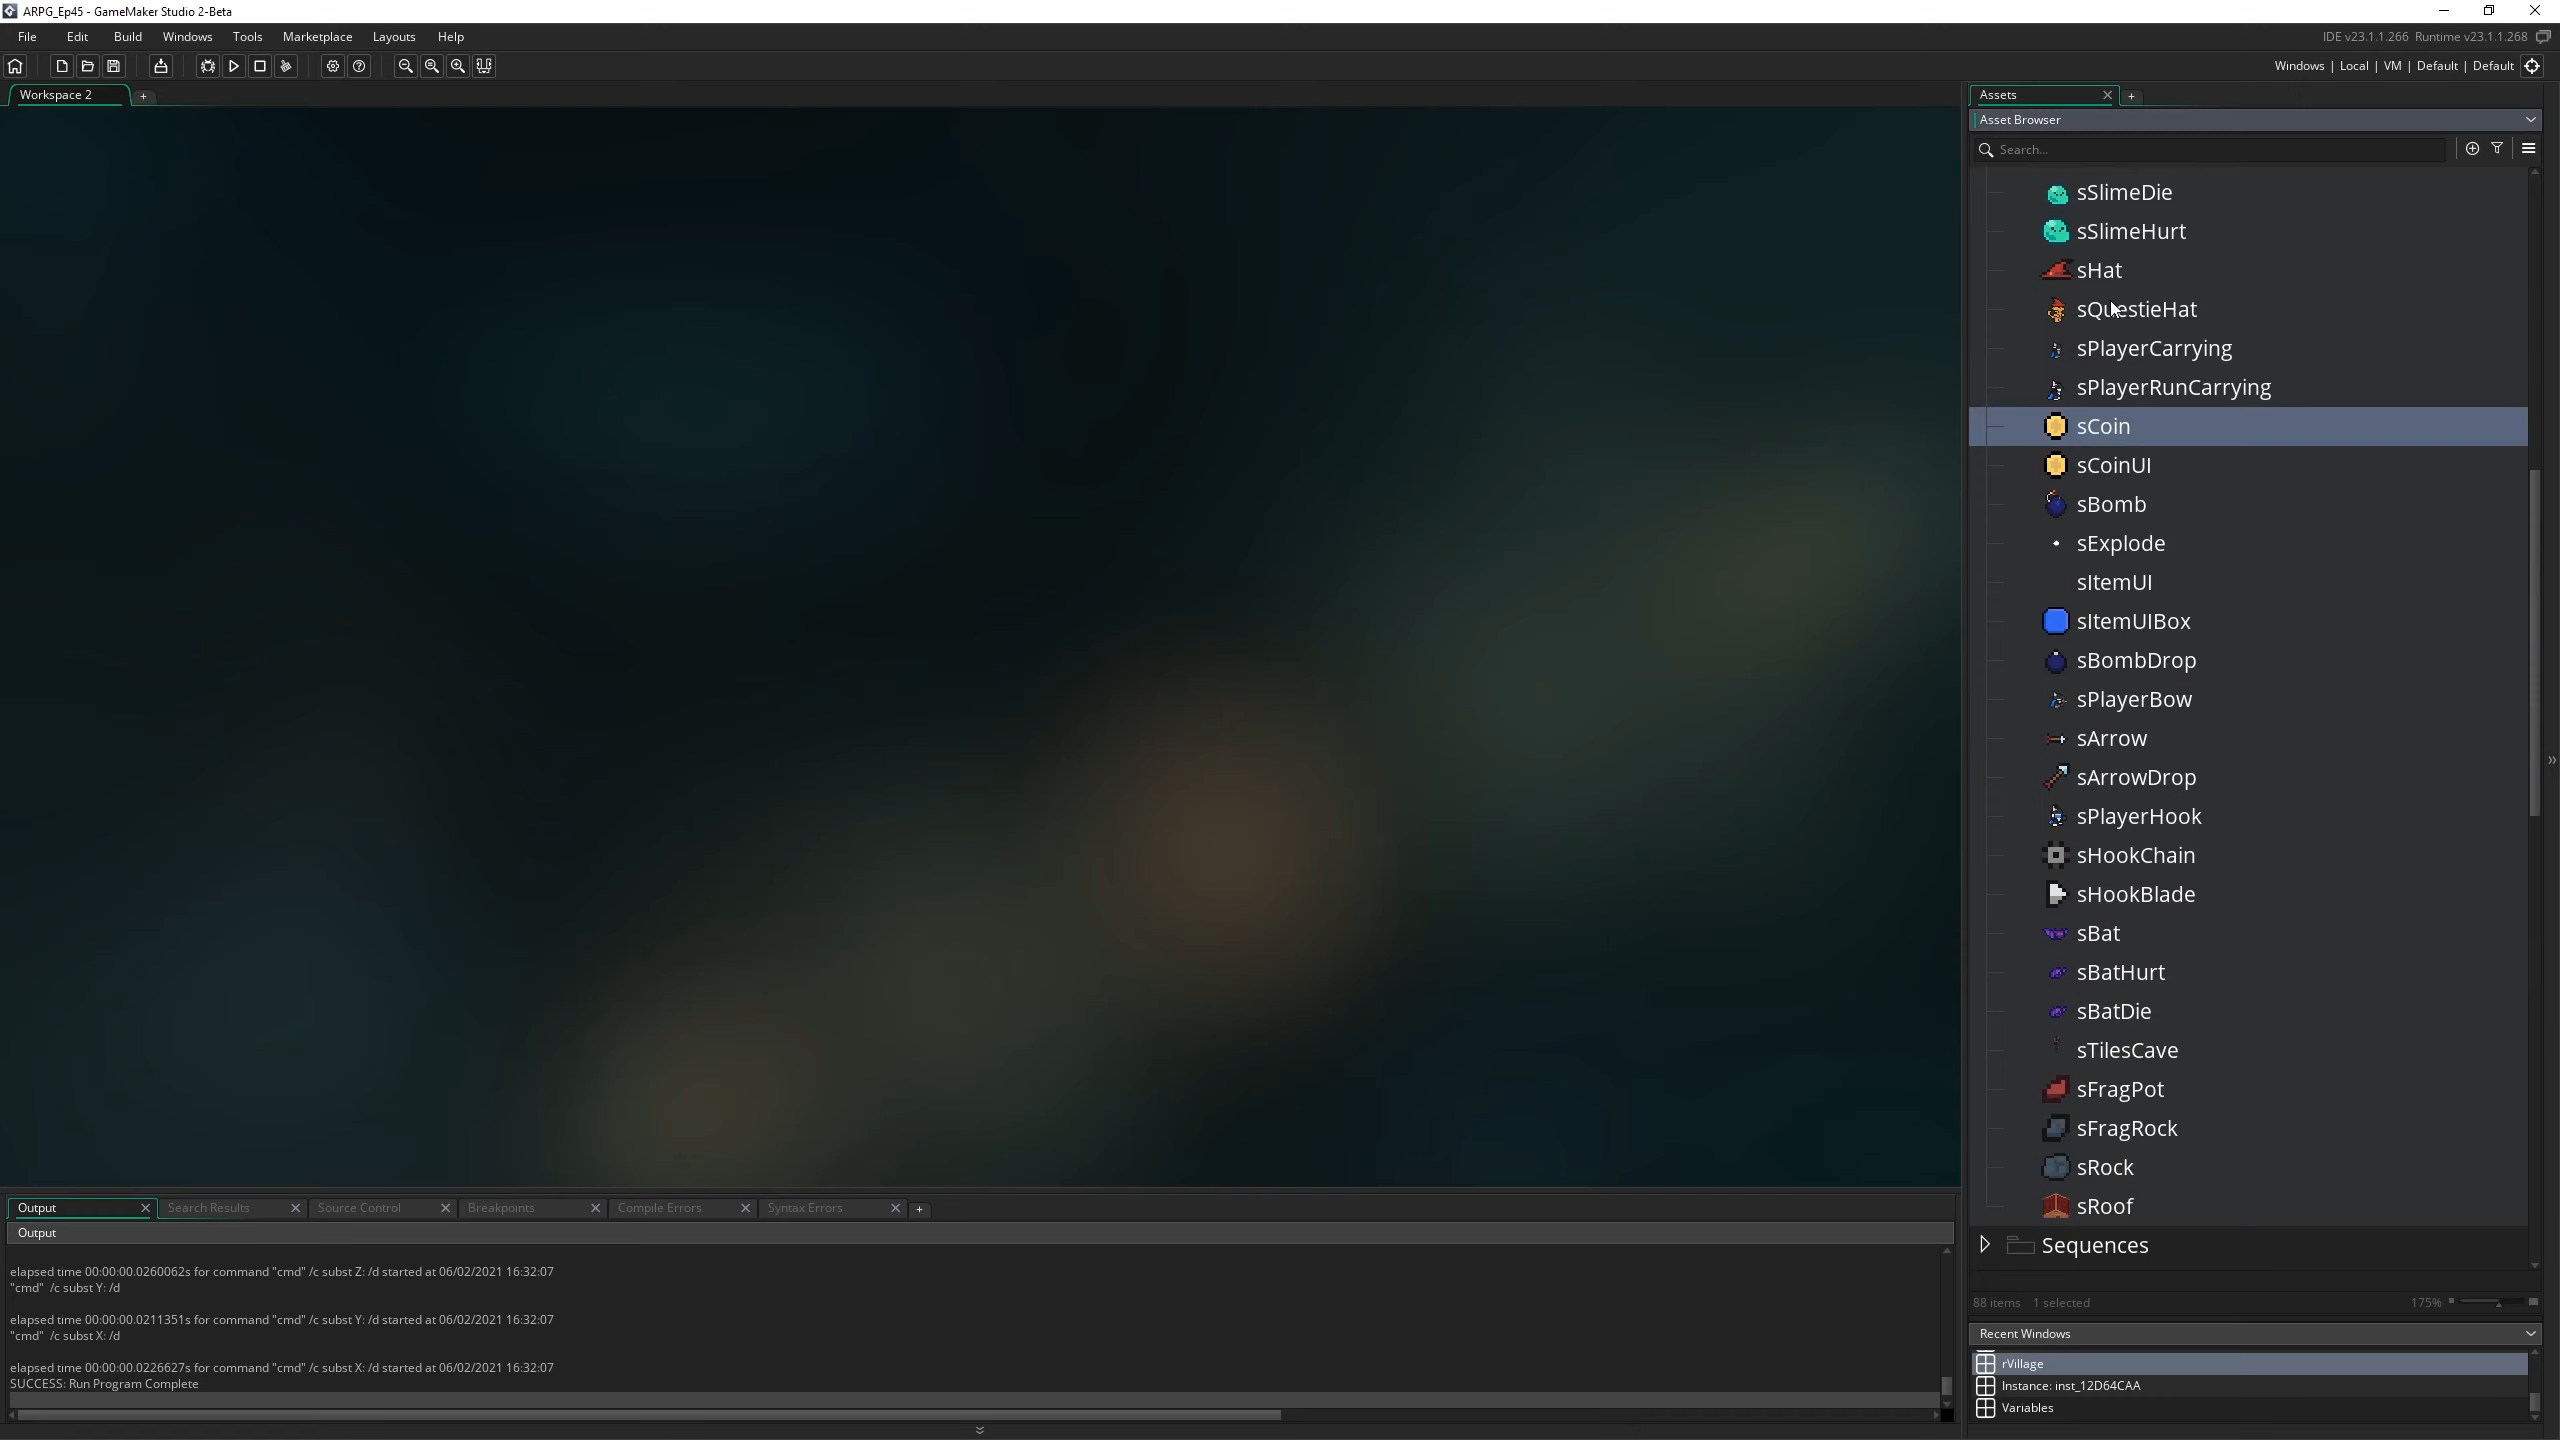 ARPG_Ep45 - GameMaker Studio 2-Beta
File Edit Build Windows Tools Marketplace Layouts Help
IDE v23.1.1.266 Runtime v23.1.1.268
Windows | Local | VM | Default | Default
Workspace 2
Assets
Asset Browser
Search...
sSlimeDie
sSlimeHurt
sHat
sQuestieHat
sPlayerCarrying
sPlayerRunCarrying
sCoin
sCoinUI
sBomb
sExplode
sItemUI
sItemUIBox
sBombDrop
sPlayerBow
sArrow
sArrowDrop
sPlayerHook
sHookChain
sHookBlade
sBat
sBatHurt
sBatDie
sTilesCave
sFragPot
sFragRock
sRock
sRoof
Sequences
88 items 1 selected
175%
Recent Windows
rVillage
Instance: inst_12D64CAA
Variables
Output Search Results Source Control Breakpoints Compile Errors Syntax Errors
Output
elapsed time 00:00:00.0260062s for command "cmd" /c subst Z: /d started at 06/02/2021 16:32:07
"cmd" /c subst Y: /d
elapsed time 00:00:00.0211351s for command "cmd" /c subst Y: /d started at 06/02/2021 16:32:07
"cmd" /c subst X: /d
elapsed time 00:00:00.0226627s for command "cmd" /c subst X: /d started at 06/02/2021 16:32:07
SUCCESS: Run Program Complete